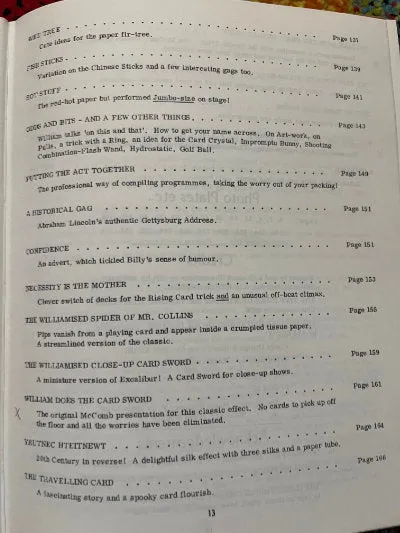 TREE . . . Page 137
Cute ideas for the paper fir-tree.
STICKS . . . Page 139
Variation on the Chinese Sticks and a few interesting gags too.
HOT STUFF . . . Page 141
The red-hot paper but performed Jumbo-size on stage!
ODDS AND BITS - AND A FEW OTHER THINGS. . . . Page 143
William talks 'on this and that'. How to get your name across. On Art-work, on
Pulls, a trick with a Ring, an idea for the Card Crystal, Impromptu Bunny, Shooting
Combination-Flash Wand, Hydrostatic, Golf Ball.
PUTTING THE ACT TOGETHER . . . Page 149
The professional way of compiling programmes, taking the worry out of your packing!
A HISTORICAL GAG . . . Page 151
Abraham Lincoln's authentic Gettysburg Address.
CONFIDENCE . . . Page 151
An advert, which tickled Billy's sense of humour.
NECESSITY IS THE MOTHER . . . Page 153
Clever switch of decks for the Rising Card trick and an unusual off-beat climax.
THE WILLIAMISED SPIDER OF MR. COLLINS . . . Page 155
Pips vanish from a playing card and appear inside a crumpled tissue paper.
A streamlined version of the classic.
THE WILLIAMISED CLOSE-UP CARD SWORD . . . Page 159
A miniature version of Excalibur! A Card Sword for close-up shows.
WILLIAM DOES THE CARD SWORD . . . Page 161
X The original McComb presentation for this classic effect. No cards to pick up off
the floor and all the worries have been eliminated.
YRUTNEC HTEITNEWT . . . Page 164
20th Century in reverse! A delightful silk effect with three silks and a paper tube.
THE TRAVELLING CARD . . . Page 166
A fascinating story and a spooky card flourish.
13